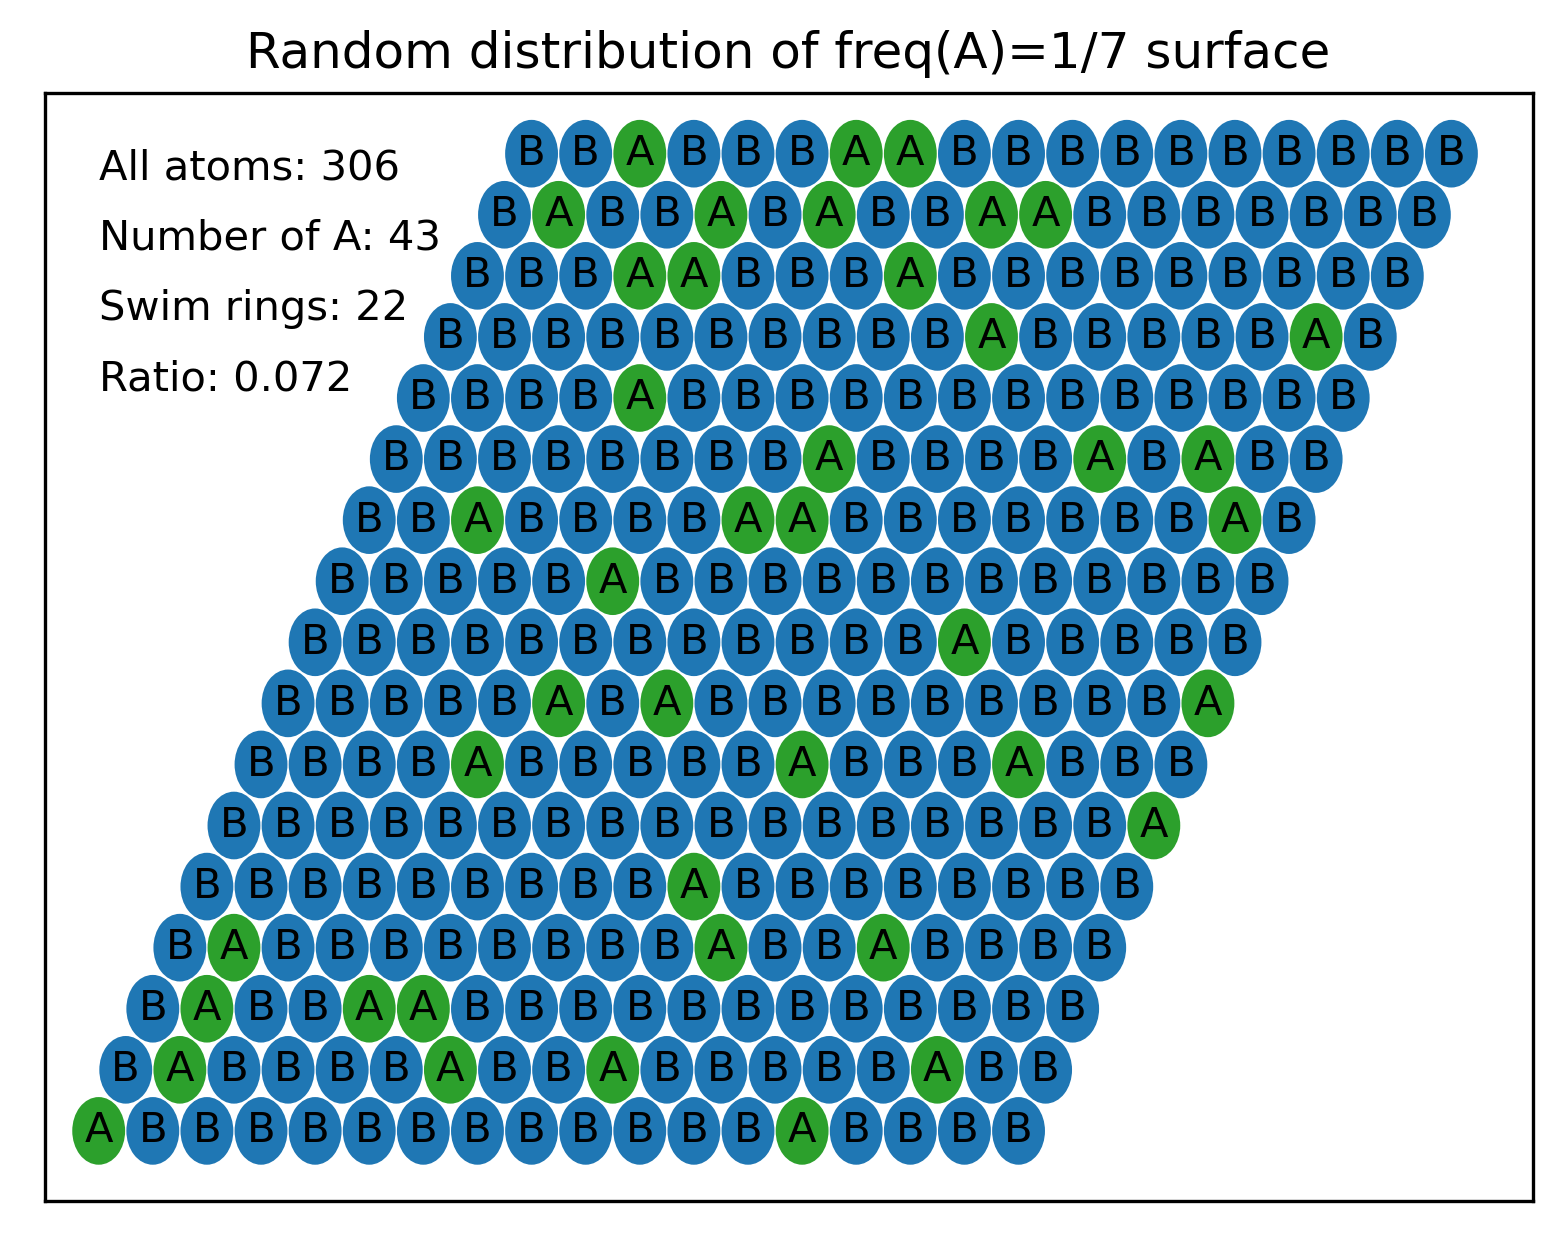 Random distribution of freq(A)=1/7 surface
All atoms: 306
Number of A: 43
Swim rings: 22
Ratio: 0.072
B B A B B B A A B B B B B B B B B B
B A B B A B A B B A A B B B B B B B
B B B A A B B B A B B B B B B B B B
B B B B B B B B B B A B B B B B A B
B B B B A B B B B B B B B B B B B B
B B B B B B B B A B B B B A B A B B
B B A B B B B A A B B B B B B B A B
B B B B B A B B B B B B B B B B B B
B B B B B B B B B B B B A B B B B B
B B B B B A B A B B B B B B B B B A
B B B B A B B B B B A B B B A B B B
B B B B B B B B B B B B B B B B B A
B B B B B B B B B A B B B B B B B B
B A B B B B B B B B A B B A B B B B
B A B B A A B B B B B B B B B B B B
B A B B B B A B B A B B B B B A B B
A B B B B B B B B B B B B A B B B B